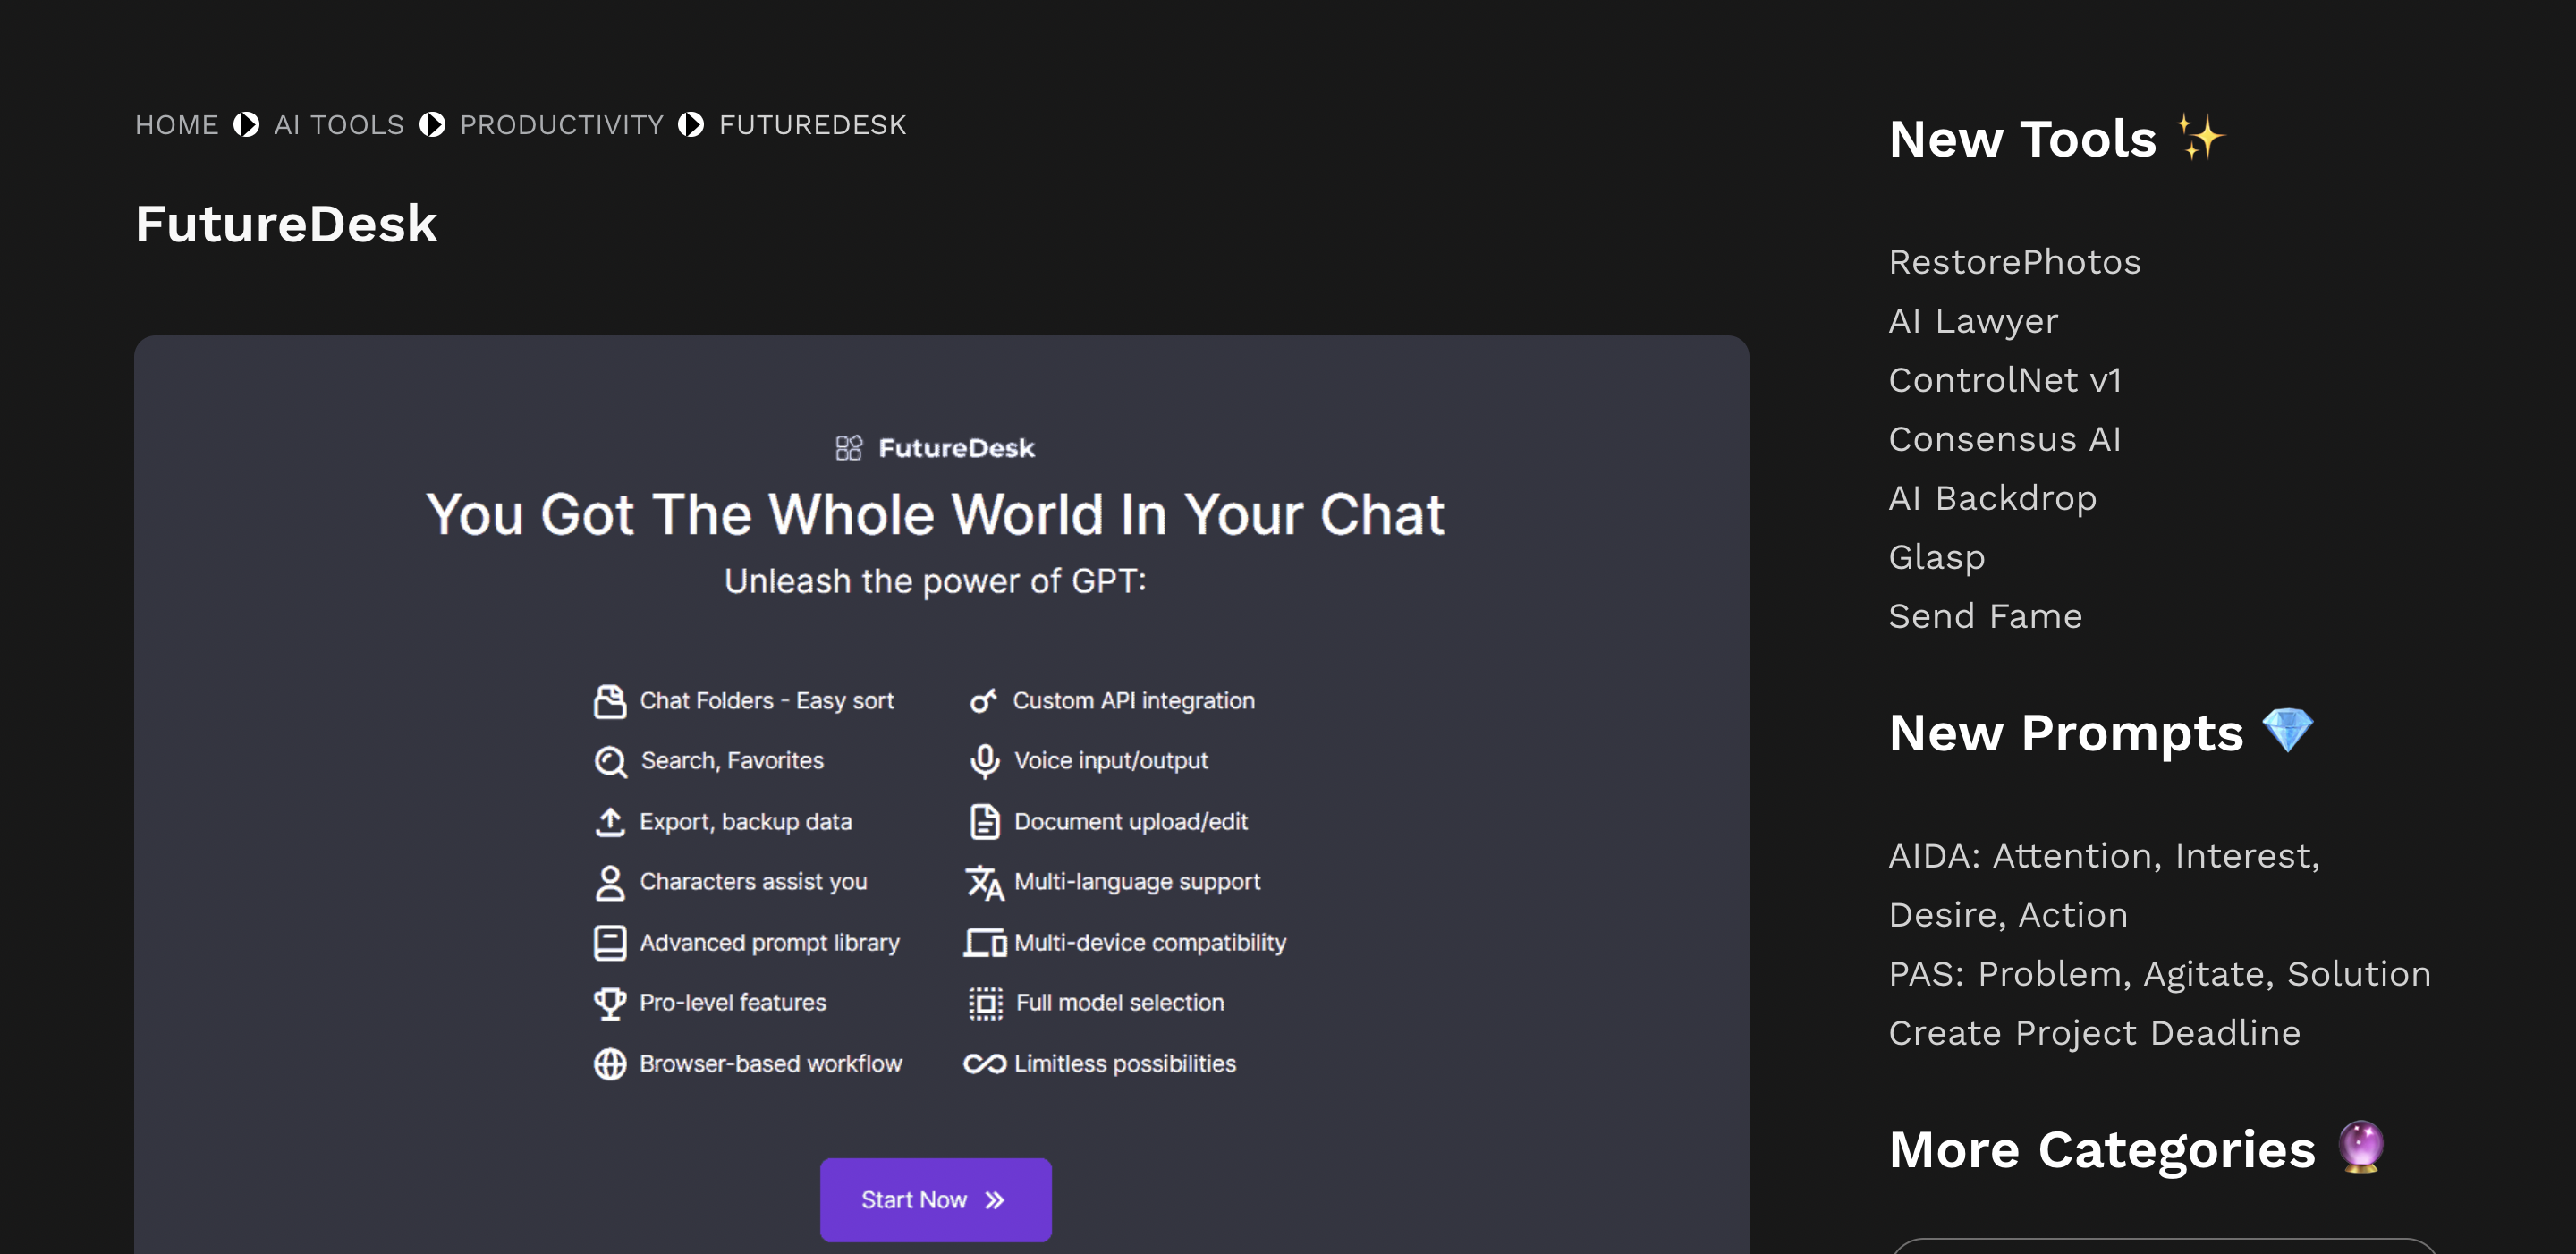 HOME AI TOOLS PRODUCTIVITY FUTUREDESK
FutureDesk
FutureDesk
You Got The Whole World In Your Chat
Unleash the power of GPT:
Chat Folders - Easy sort
Search, Favorites
Export, backup data
Characters assist you
Advanced prompt library
Pro-level features
Browser-based workflow
Custom API integration
Voice input/output
Document upload/edit
Multi-language support
Multi-device compatibility
Full model selection
Limitless possibilities
Start Now
New Tools ✨
RestorePhotos
AI Lawyer
ControlNet v1
Consensus AI
AI Backdrop
Glasp
Send Fame
New Prompts 💎
AIDA: Attention, Interest,
Desire, Action
PAS: Problem, Agitate, Solution
Create Project Deadline
More Categories 🔮